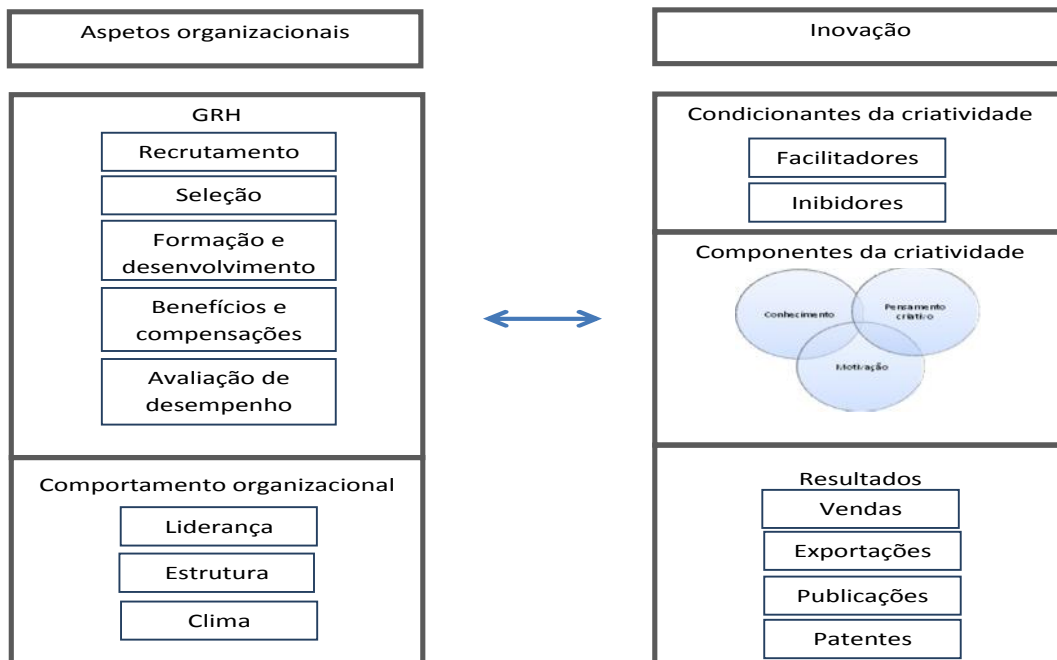 Aspetos organizacionais
GRH
Recrutamento
Seleção
Formação e
desenvolvimento
Benefícios e
compensações
Avaliação de
desempenho
Comportamento organizacional
Liderança
Estrutura
Clima
Inovação
Condicionantes da criatividade
Facilitadores
Inibidores
Componentes da criatividade
Conhecimento
Pensamento
criativo
Motivação
Resultados
Vendas
Exportações
Publicações
Patentes